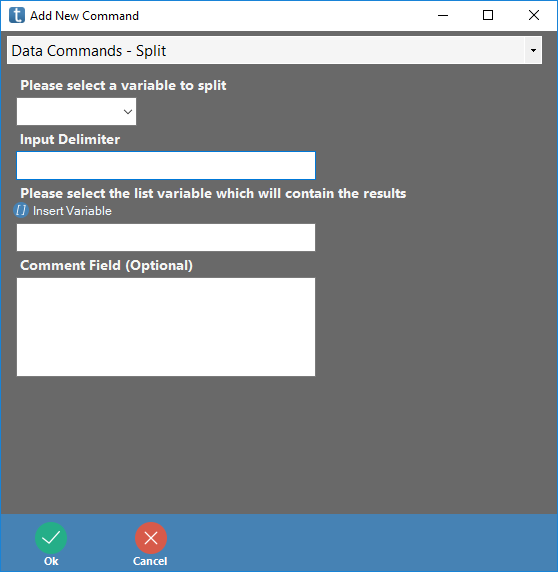 t Add New Command
Data Commands - Split
Please select a variable to split
Input Delimiter
Please select the list variable which will contain the results
[] Insert Variable
Comment Field (Optional)
Ok Cancel